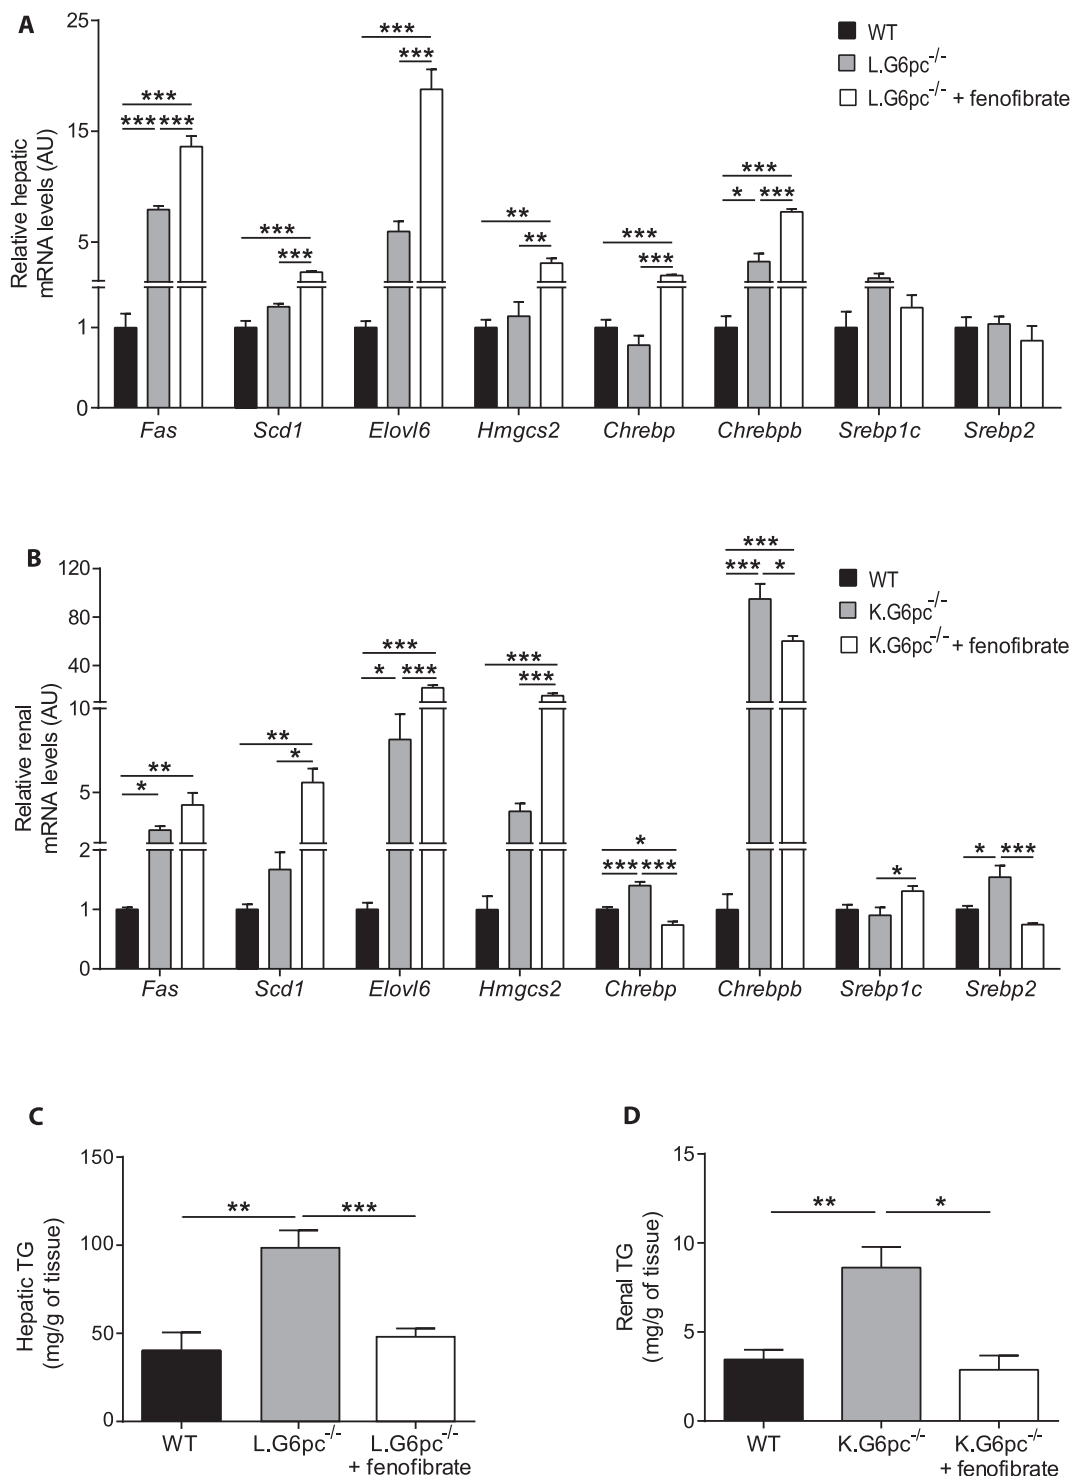 A
25
15
5
1
0
Relative hepatic
mRNA levels (AU)
WT
L.G6pc-/-
L.G6pc-/- + fenofibrate
***
*** ***
***
***
***
***
**
**
***
***
***
* ***
Fas Scd1 Elovl6 Hmgcs2 Chrebp Chrebpb Srebp1c Srebp2
B
120
80
40
10
5
2
1
0
Relative renal
mRNA levels (AU)
WT
K.G6pc-/-
K.G6pc-/- + fenofibrate
**
*
**
*
***
* ***
***
***
*
*** ***
***
*** *
*
* ***
Fas Scd1 Elovl6 Hmgcs2 Chrebp Chrebpb Srebp1c Srebp2
C
150
100
50
0
Hepatic TG
(mg/g of tissue)
** ***
WT L.G6pc-/- L.G6pc-/-
+ fenofibrate
D
15
10
5
0
Renal TG
(mg/g of tissue)
** *
WT K.G6pc-/- K.G6pc-/-
+ fenofibrate